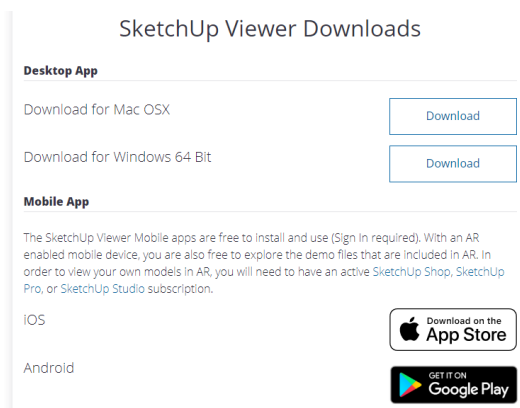 SketchUp Viewer Downloads
Desktop App
Download for Mac OSX
Download
Download for Windows 64 Bit
Download
Mobile App
The SketchUp Viewer Mobile apps are free to install and use (Sign In required). With an AR
enabled mobile device, you are also free to explore the demo files that are included in AR. In
order to view your own models in AR, you will need to have an active SketchUp Shop, SketchUp
Pro, or SketchUp Studio subscription.
iOS
Download on the
App Store
Android
GET IT ON
Google Play